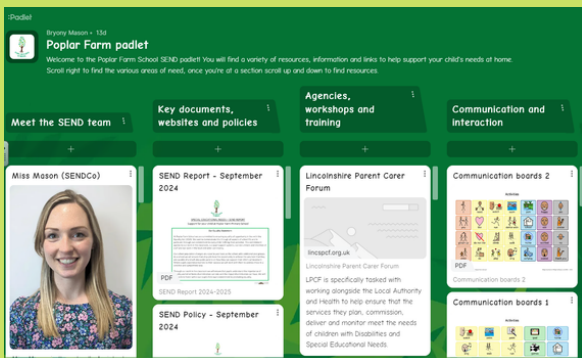 :Padlet
Bryony Mason • 13d
Poplar Farm padlet
Welcome to the Poplar Farm School SEND padlet! You will find a variety of resources, information and links to help support your child's needs at home.
Scroll right to find the various areas of need, once you're at a section scroll up and down to find resources.
Meet the SEND team
Miss Mason (SENDCo)
Key documents,
websites and policies
SEND Report - September
2024
PDF
SEND Report 2024-2025
SEND Policy - September
2024
Agencies,
workshops and
training
Lincolnshire Parent Carer
Forum
lincspcf.org.uk
Lincolnshire Parent Carer Forum
LPCF is specifically tasked with
working alongside the Local Authority
and Health to help ensure that the
services they plan, commission,
deliver and monitor meet the needs
of children with Disabilities and
Special Educational Needs
Communication and
interaction
Communication boards 2
PDF
Communication boards 2
Communication boards 1